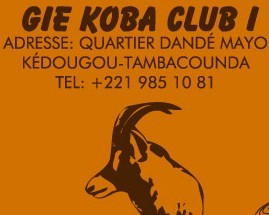 GIE KOBA CLUB I
ADRESSE: QUARTIER DANDÉ MAYO
KÉDOUGOU-TAMBACOUNDA
TEL: +221 985 10 81